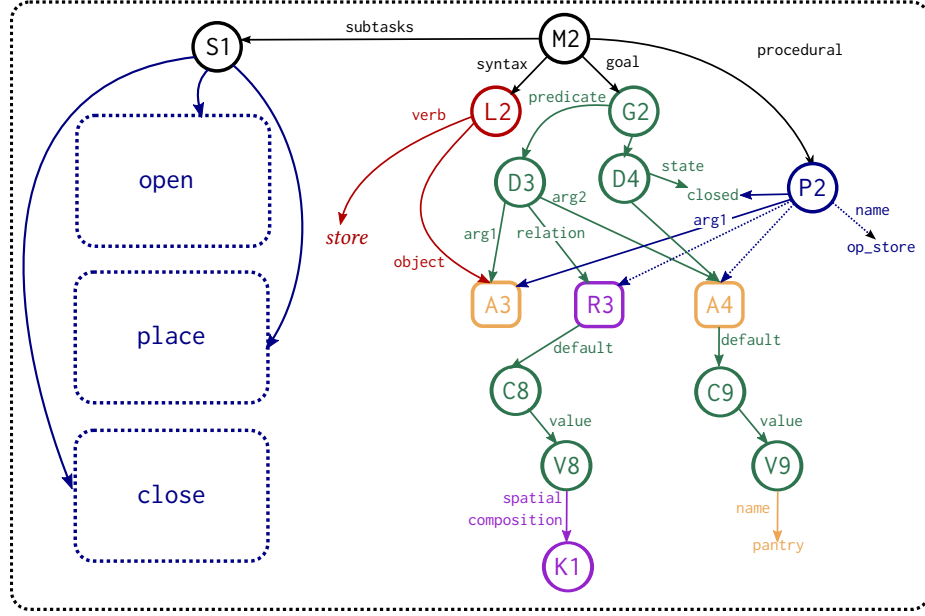 subtasks
S1
M2
procedural
syntax
goal
predicate
verb
L2
G2
open
D3
D4
state
closed
P2
arg2
name
arg1
store
arg1
relation
op_store
object
A3
R3
A4
place
default
default
C8
C9
value
value
V8
V9
close
spatial
composition
name
pantry
K1